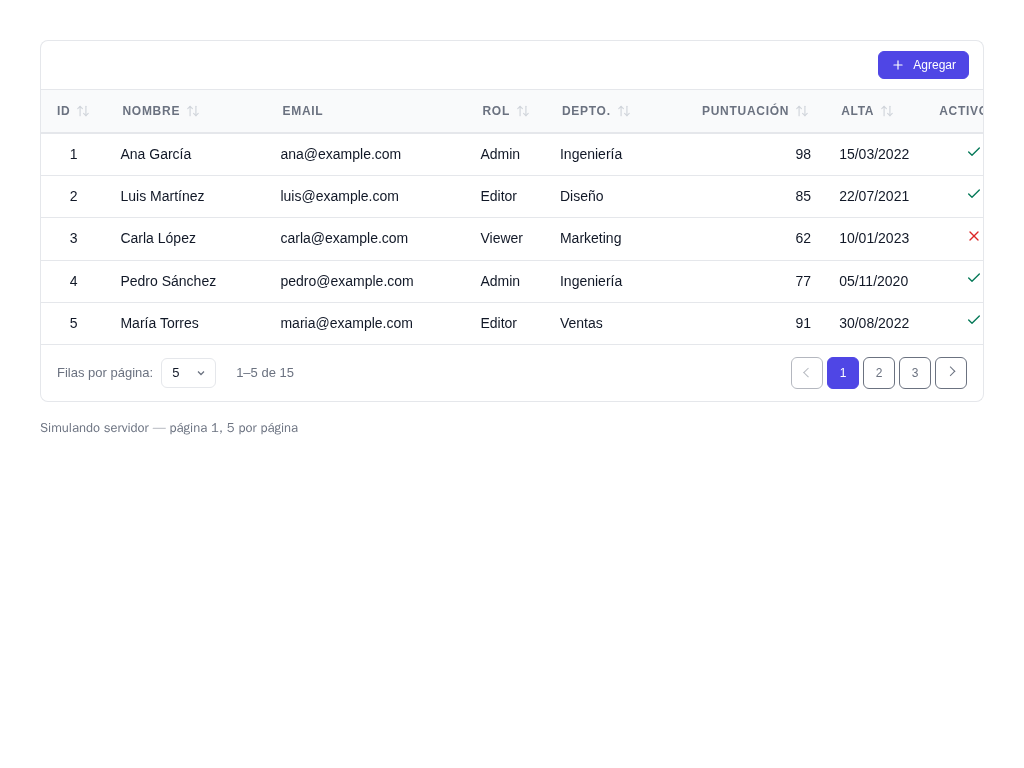 Agregar
ID NOMBRE EMAIL ROL DEPTO. PUNTUACIÓN ALTA ACTIVO
1 Ana García ana@example.com Admin Ingeniería 98 15/03/2022
2 Luis Martínez luis@example.com Editor Diseño 85 22/07/2021
3 Carla López carla@example.com Viewer Marketing 62 10/01/2023
4 Pedro Sánchez pedro@example.com Admin Ingeniería 77 05/11/2020
5 María Torres maria@example.com Editor Ventas 91 30/08/2022
Filas por página: 5 1–5 de 15 1 2 3
Simulando servidor — página 1, 5 por página